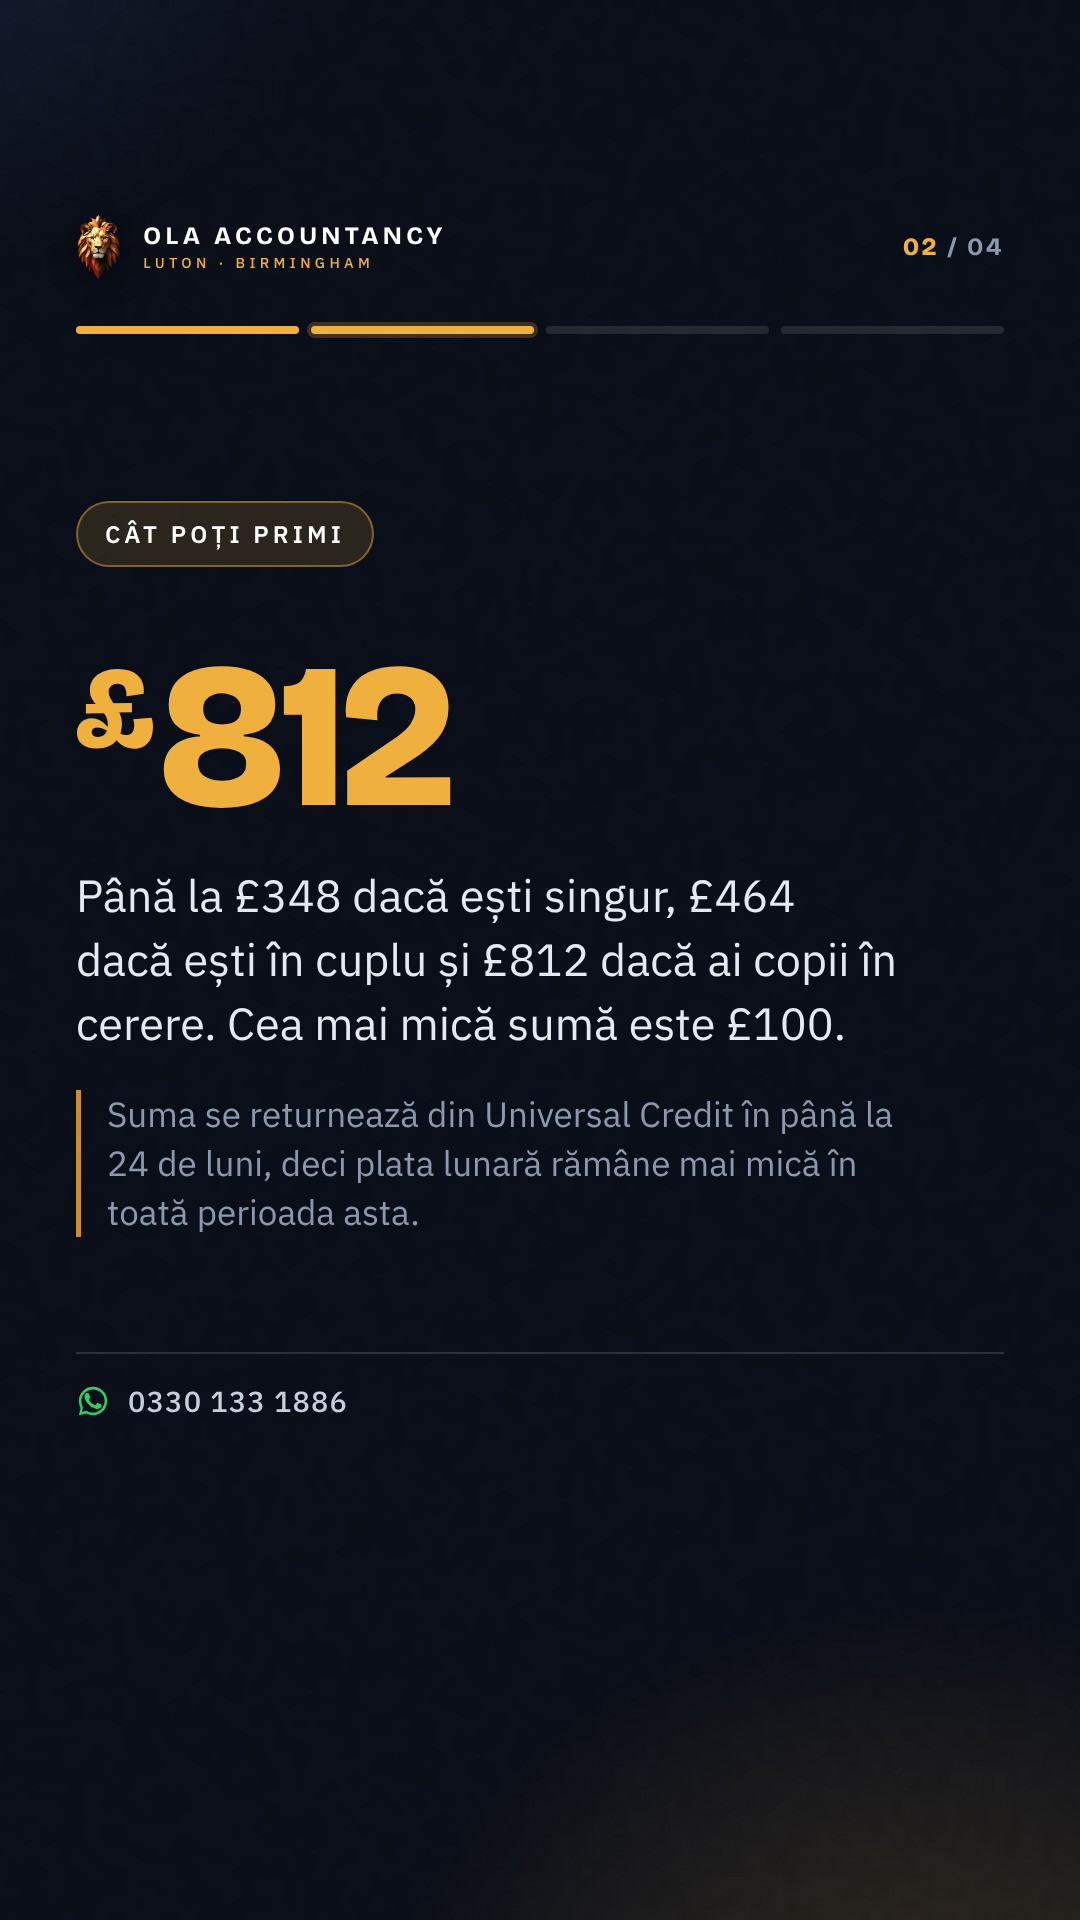 OLA ACCOUNTANCY
LUTON · BIRMINGHAM
02 / 04
CÂT POȚI PRIMI
£812
Până la £348 dacă ești singur, £464
dacă ești în cuplu și £812 dacă ai copii în
cerere. Cea mai mică sumă este £100.
Suma se returnează din Universal Credit în până la
24 de luni, deci plata lunară rămâne mai mică în
toată perioada asta.
0330 133 1886